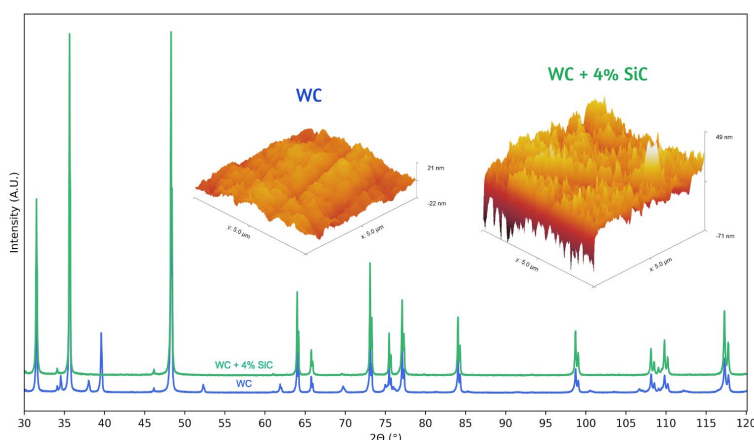 WC
WC + 4% SiC
21 nm
-22 nm
y: 5.0 µm
x: 5.0 µm
49 nm
-71 nm
y: 5.0 µm
x: 5.0 µm
Intensity (A.U.)
WC + 4% SiC
WC
30 35 40 45 50 55 60 65 70 75 80 85 90 95 100 105 110 115 120
2Θ (°)